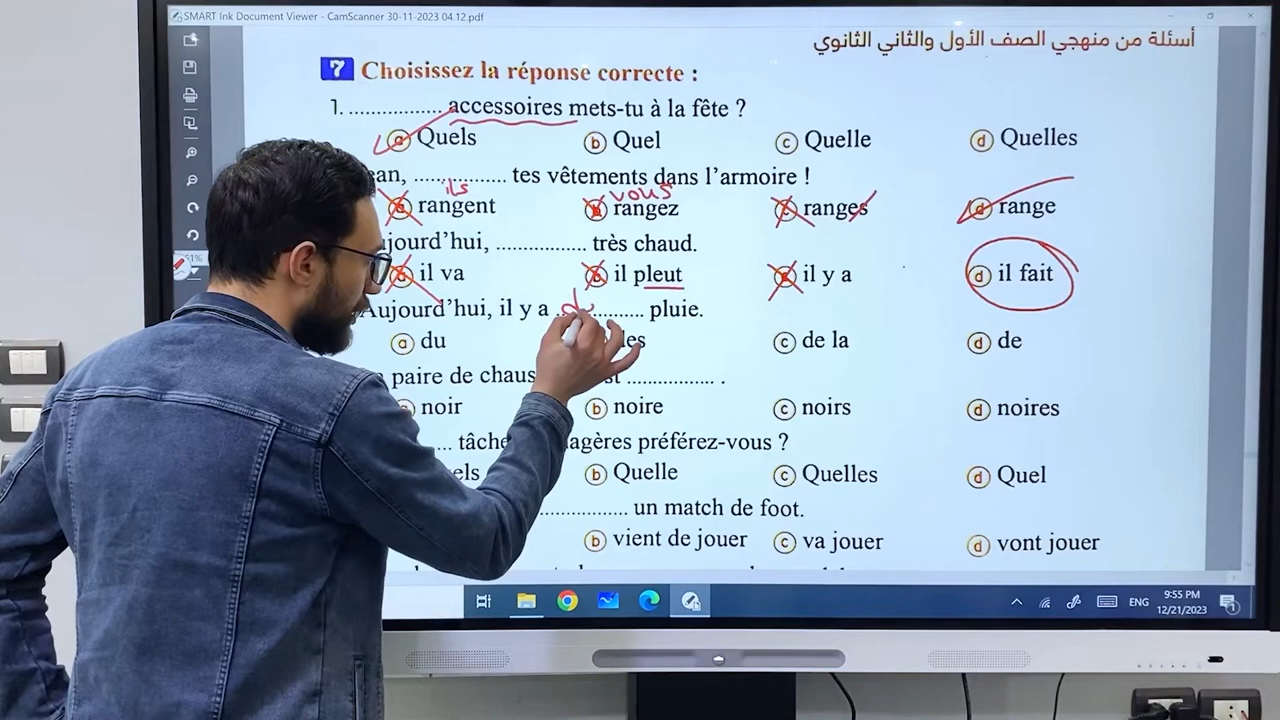 SMART Ink Document Viewer - CamScanner 30-11-2023 04.12.pdf
أسئلة من منهجي الصف الأول والثاني الثانوي
7 Choisissez la réponse correcte :
1. ................ accessoires mets-tu à la fête ?
a Quels b Quel c Quelle d Quelles
ean, ................ tes vêtements dans l'armoire !
ils vous
a rangent b rangez c ranges d range
jourd'hui, ................ très chaud.
a il va b il pleut c il y a d il fait
Aujourd'hui, il y a ................ pluie.
a du des c de la d de
paire de chaus st ................ .
noir b noire c noirs d noires
... tâche agères préférez-vous ?
els b Quelle c Quelles d Quel
................ un match de foot.
b vient de jouer c va jouer d vont jouer
61%
ENG
9:55 PM
12/21/2023
1